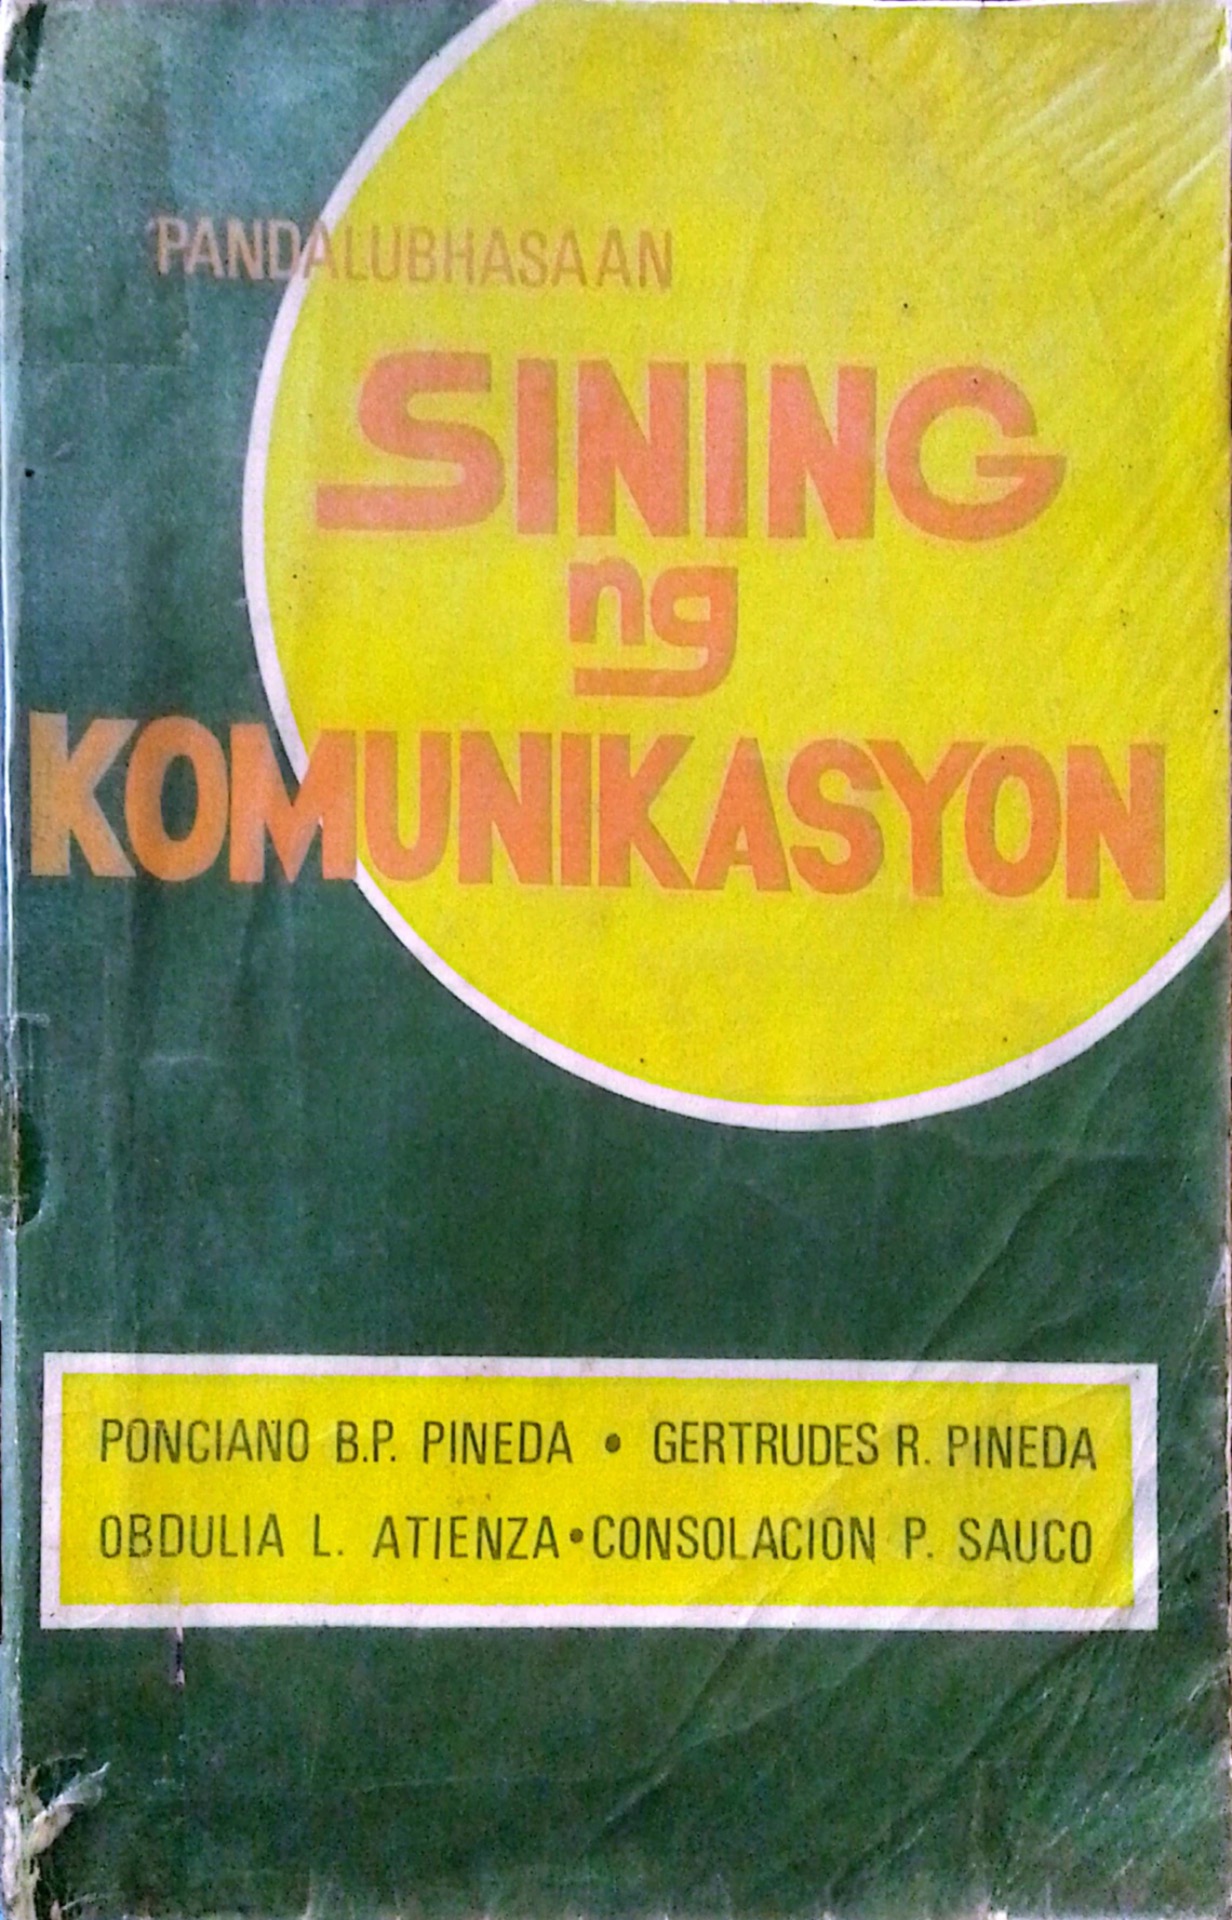 PANDALUBHASAAN
SINING
ng
KOMUNIKASYON
PONCIANO B.P. PINEDA • GERTRUDES R. PINEDA
OBDULIA L. ATIENZA • CONSOLACION P. SAUCO